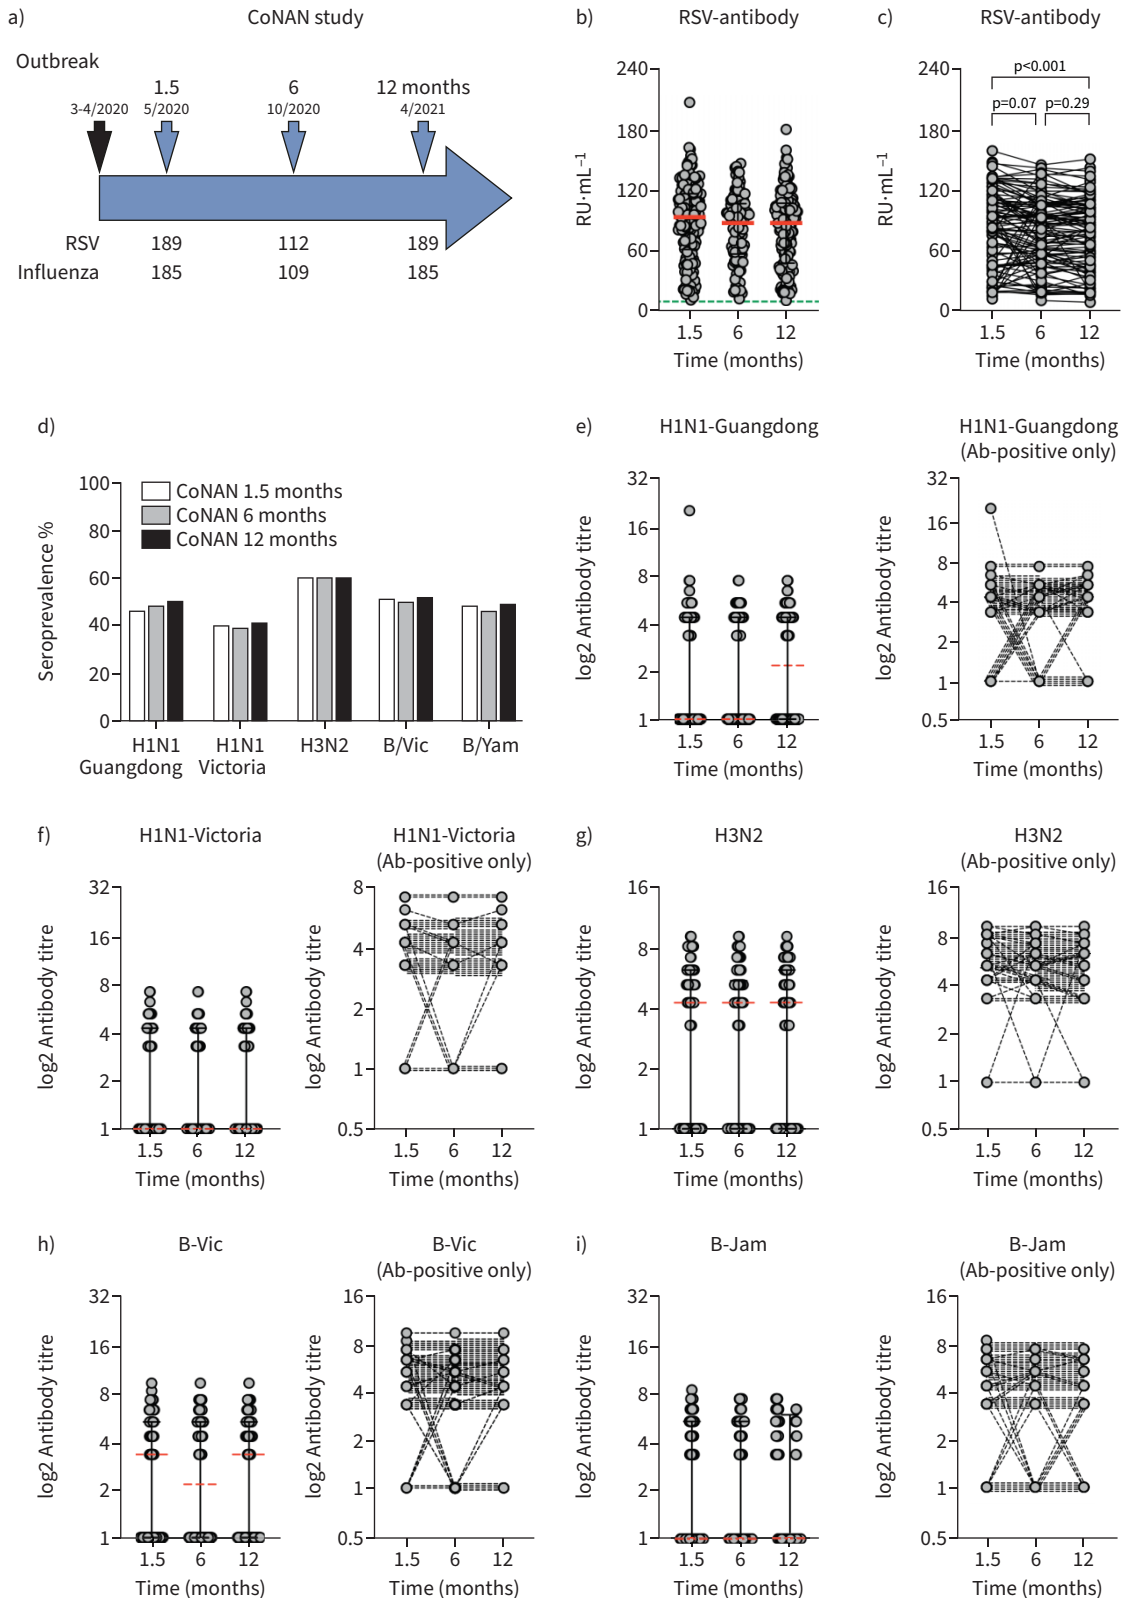 a)
CoNAN study
Outbreak
1.5 6 12 months
3-4/2020 5/2020 10/2020 4/2021
RSV 189 112 189
Influenza 185 109 185
b)
RSV-antibody
RU·mL−1
240
180
120
60
0
1.5 6 12
Time (months)
c)
RSV-antibody
RU·mL−1
240
180
120
60
0
p<0.001
p=0.07 p=0.29
1.5 6 12
Time (months)
d)
Seroprevalence %
100
80
60
40
20
0
CoNAN 1.5 months
CoNAN 6 months
CoNAN 12 months
H1N1 H1N1 H3N2 B/Vic B/Yam
Guangdong Victoria
e)
H1N1-Guangdong
log2 Antibody titre
32
16
8
4
2
1
1.5 6 12
Time (months)
H1N1-Guangdong
(Ab-positive only)
log2 Antibody titre
32
16
8
4
2
1
0.5
1.5 6 12
Time (months)
f)
H1N1-Victoria
log2 Antibody titre
32
16
8
4
2
1
1.5 6 12
Time (months)
H1N1-Victoria
(Ab-positive only)
log2 Antibody titre
8
4
2
1
0.5
1.5 6 12
Time (months)
g)
H3N2
log2 Antibody titre
16
8
4
2
1
1.5 6 12
Time (months)
H3N2
(Ab-positive only)
log2 Antibody titre
16
8
4
2
1
0.5
1.5 6 12
Time (months)
h)
B-Vic
log2 Antibody titre
32
16
8
4
2
1
1.5 6 12
Time (months)
B-Vic
(Ab-positive only)
log2 Antibody titre
16
8
4
2
1
0.5
1.5 6 12
Time (months)
i)
B-Jam
log2 Antibody titre
32
16
8
4
2
1
1.5 6 12
Time (months)
B-Jam
(Ab-positive only)
log2 Antibody titre
16
8
4
2
1
0.5
1.5 6 12
Time (months)